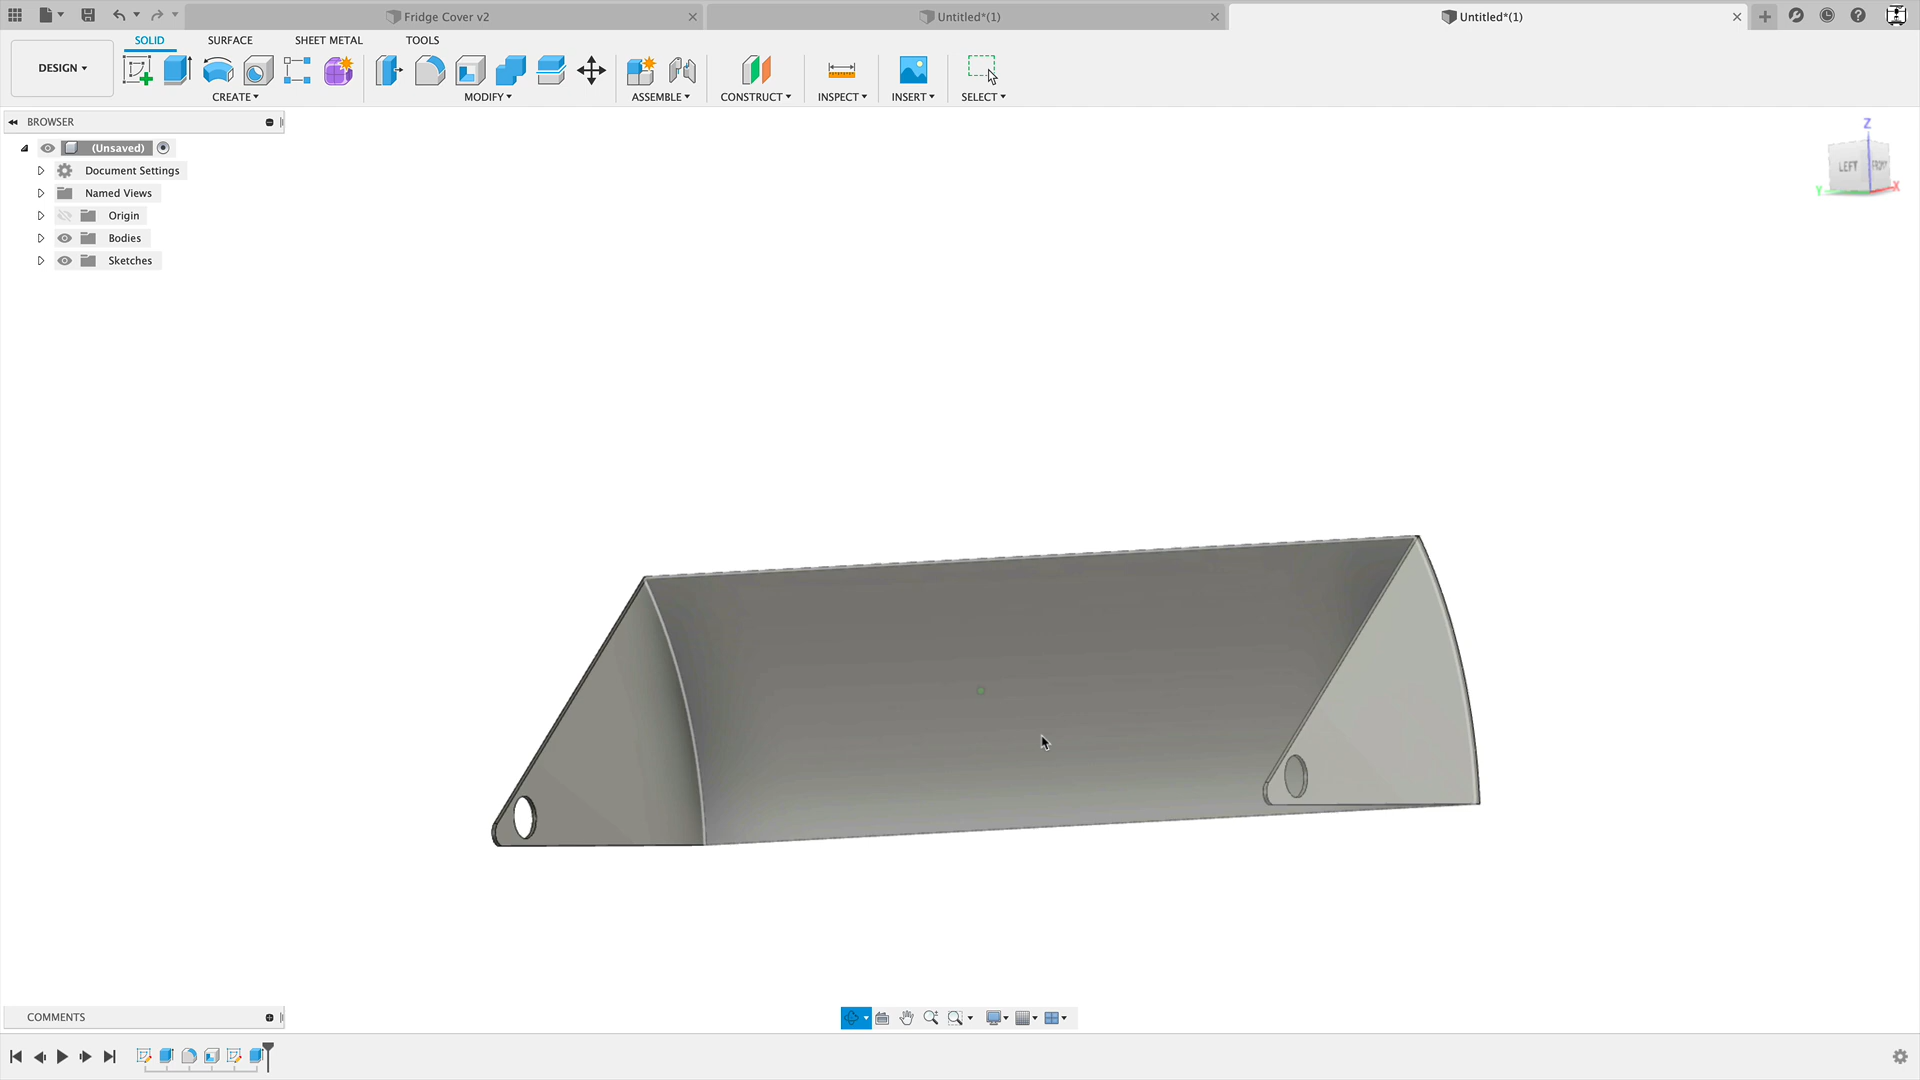 Fridge Cover v2
Untitled*(1)
Untitled*(1)
DESIGN
SOLID
SURFACE
SHEET METAL
TOOLS
CREATE
MODIFY
ASSEMBLE
CONSTRUCT
INSPECT
INSERT
SELECT
BROWSER
(Unsaved)
Document Settings
Named Views
Origin
Bodies
Sketches
Z
LEFT
FRONT
Y
X
COMMENTS